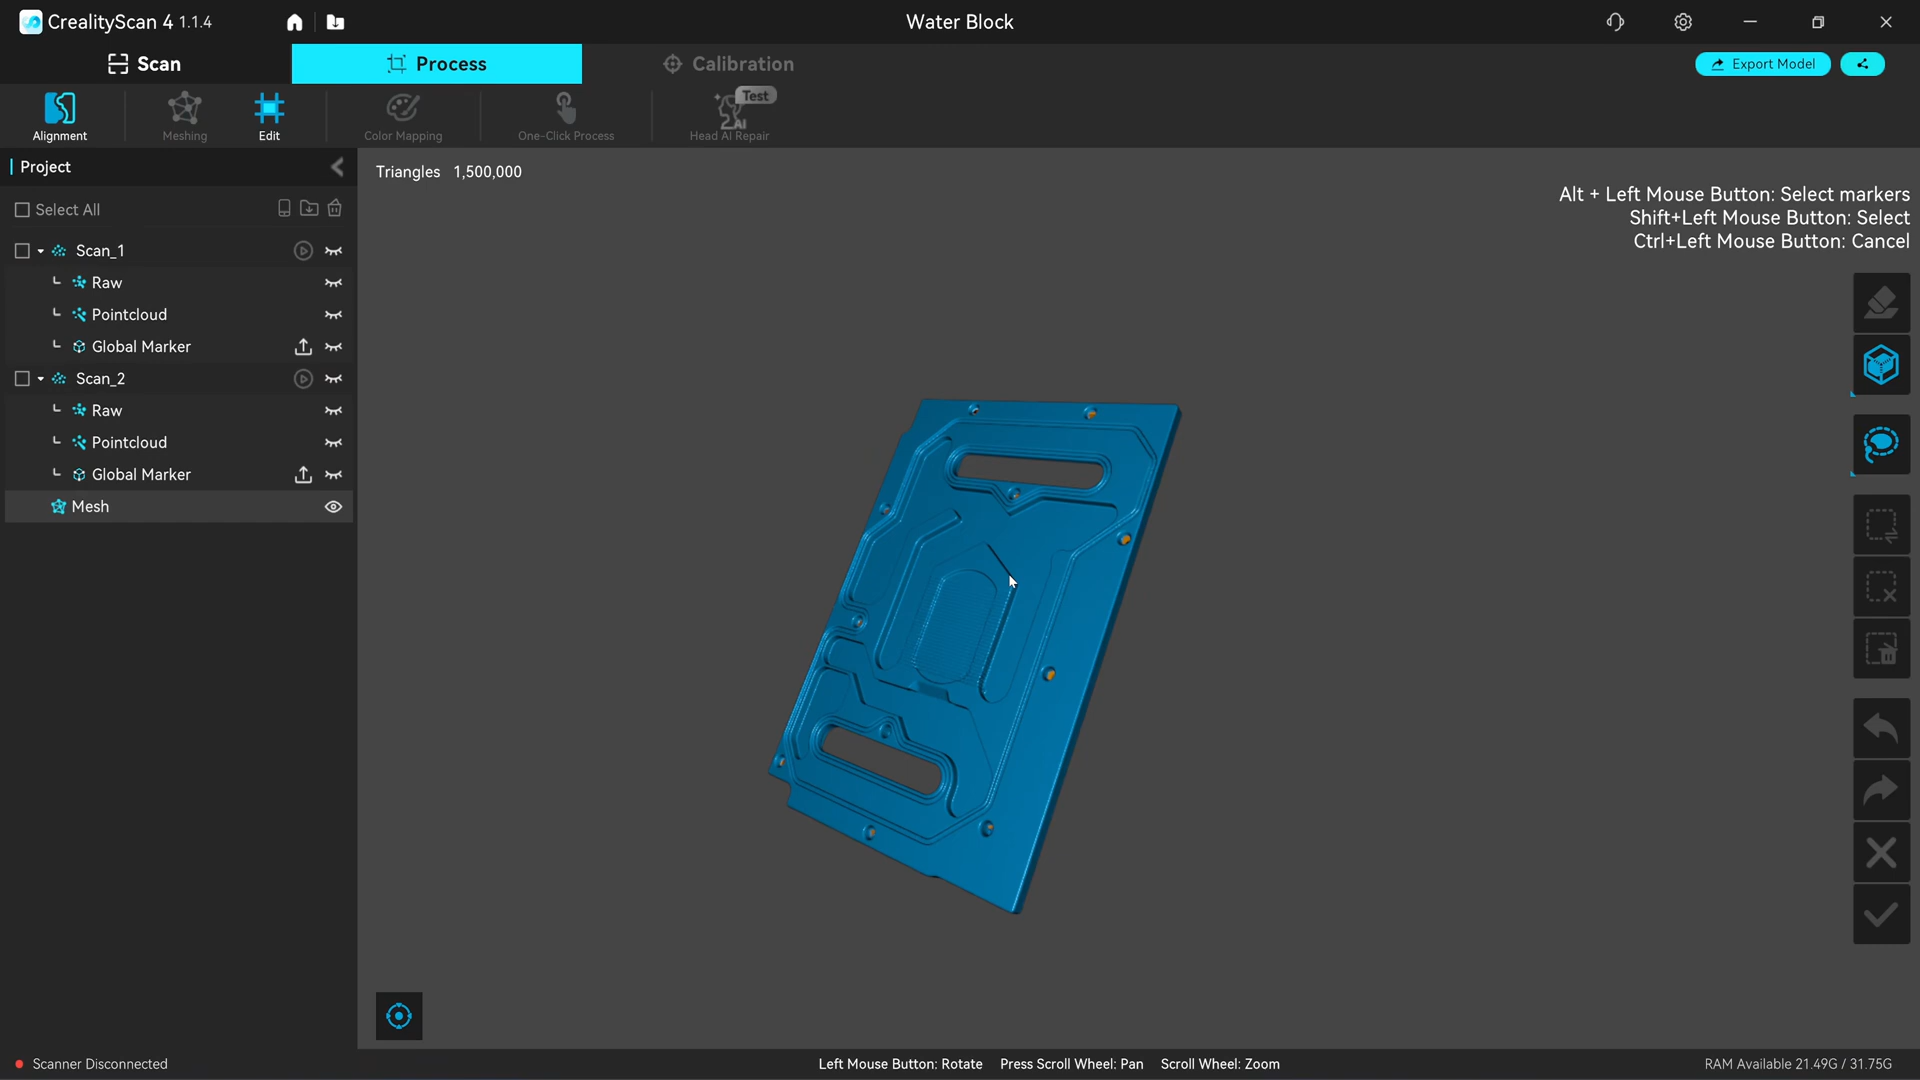 CrealityScan 4 1.1.4
Water Block
Scan
Process
Calibration
Export Model
Alignment
Meshing
Edit
Color Mapping
One-Click Process
Test
AI
Head AI Repair
Project
Select All
Scan_1
Raw
Pointcloud
Global Marker
Scan_2
Raw
Pointcloud
Global Marker
Mesh
Triangles 1,500,000
Alt + Left Mouse Button: Select markers
Shift+Left Mouse Button: Select
Ctrl+Left Mouse Button: Cancel
Scanner Disconnected
Left Mouse Button: Rotate Press Scroll Wheel: Pan Scroll Wheel: Zoom
RAM Available 21.49G / 31.75G